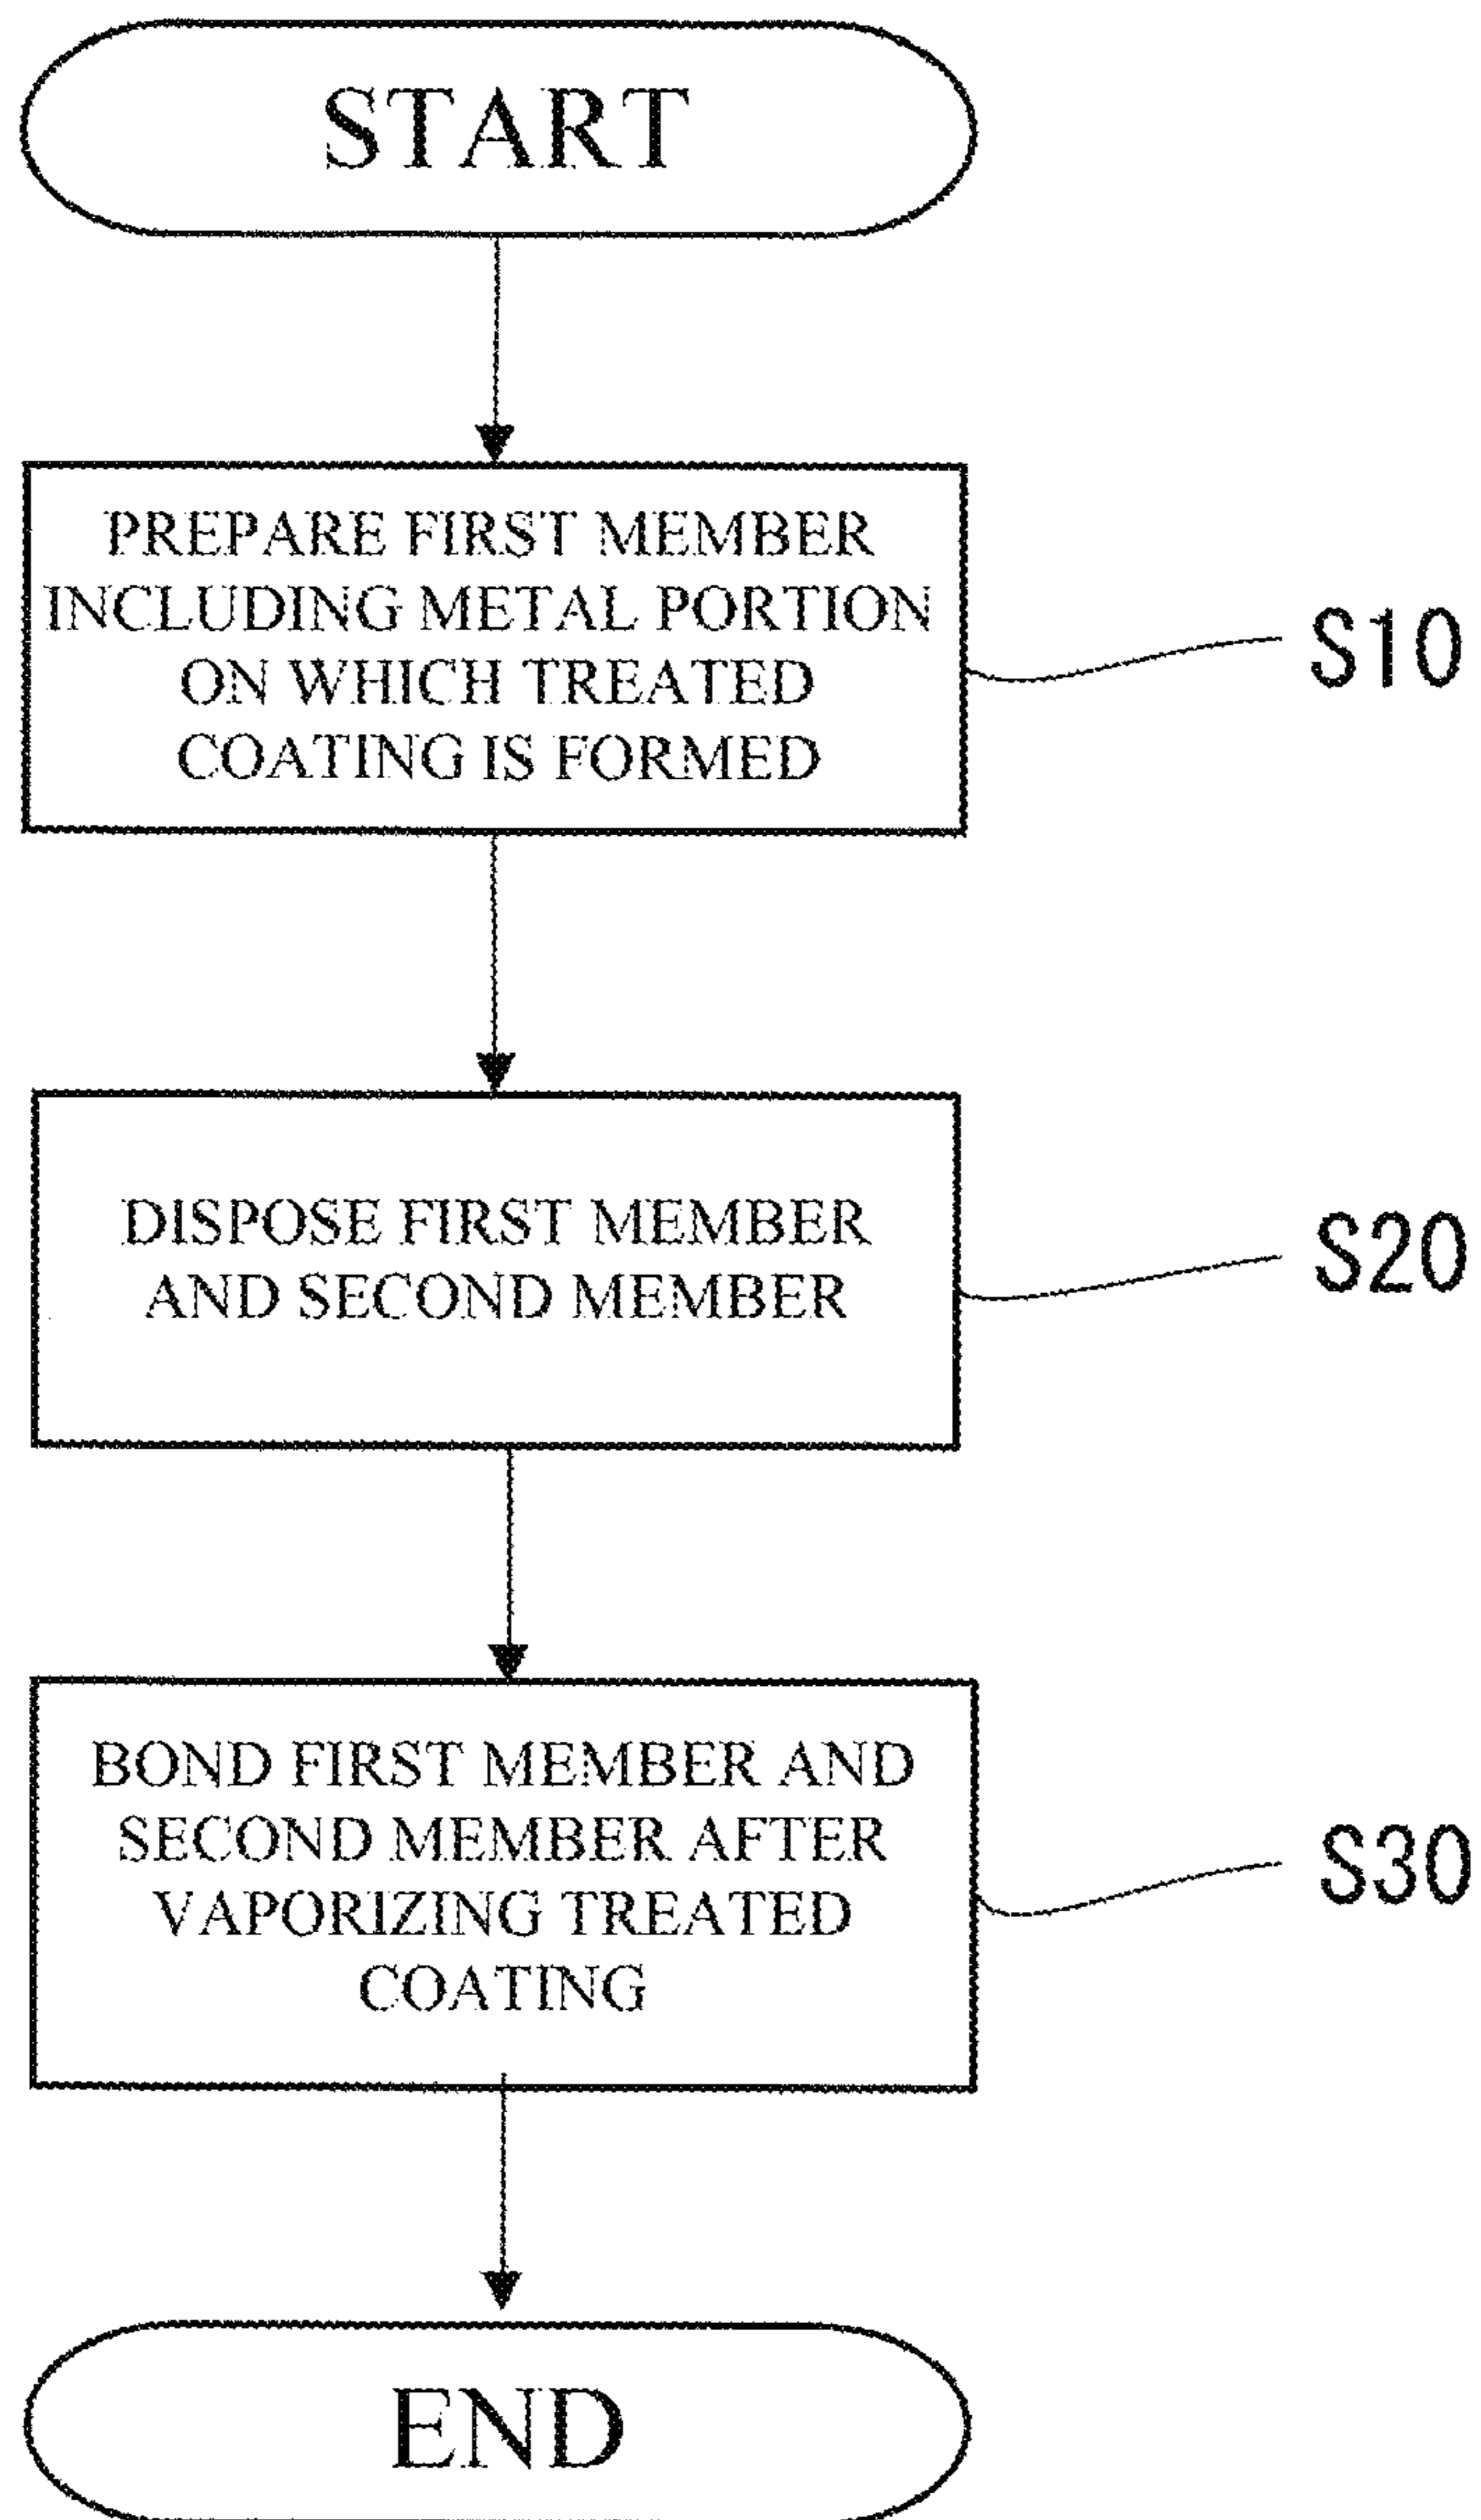 START
PREPARE FIRST MEMBER
INCLUDING METAL PORTION
ON WHICH TREATED
COATING IS FORMED
S10
DISPOSE FIRST MEMBER
AND SECOND MEMBER
S20
BOND FIRST MEMBER AND
SECOND MEMBER AFTER
VAPORIZING TREATED
COATING
S30
END